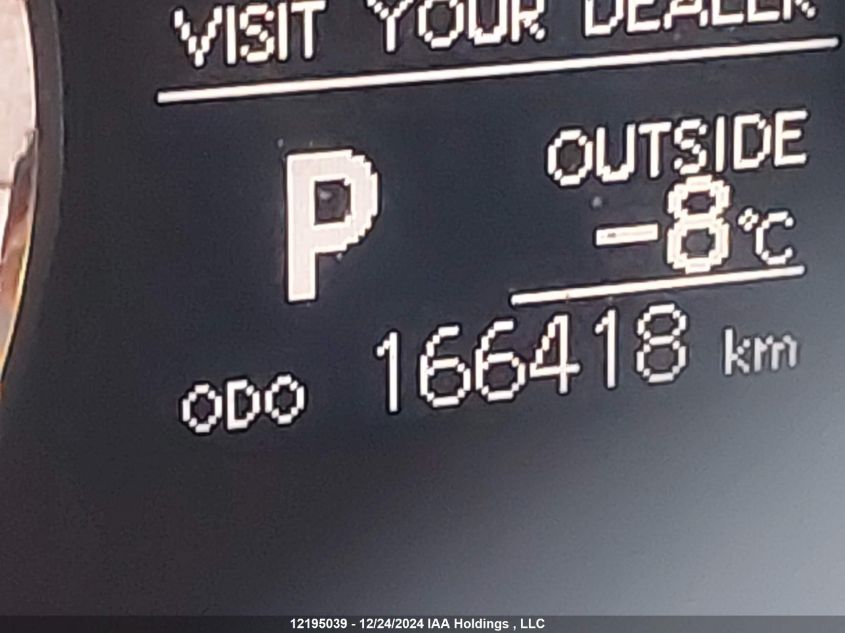 VISIT YOUR DEALER
OUTSIDE
P -8°C
ODO 166418 km
12195039 - 12/24/2024 IAA Holdings , LLC